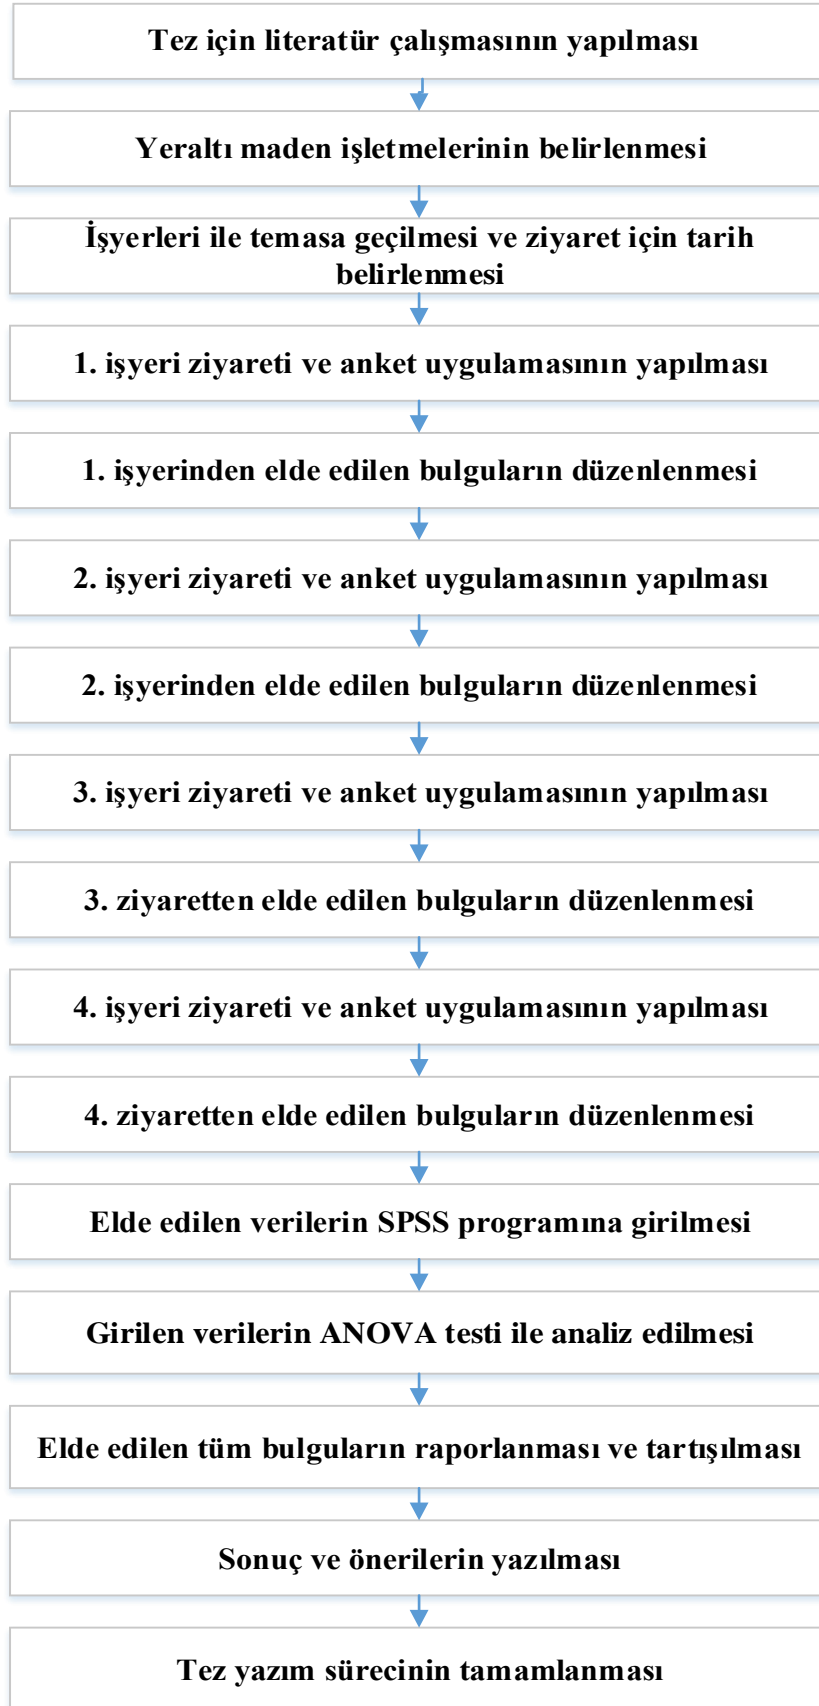 Tez için literatür çalışmasının yapılması
Yeraltı maden işletmelerinin belirlenmesi
İşyerleri ile temasa geçilmesi ve ziyaret için tarih
belirlenmesi
1. işyeri ziyareti ve anket uygulamasının yapılması
1. işyerinden elde edilen bulguların düzenlenmesi
2. işyeri ziyareti ve anket uygulamasının yapılması
2. işyerinden elde edilen bulguların düzenlenmesi
3. işyeri ziyareti ve anket uygulamasının yapılması
3. ziyaretten elde edilen bulguların düzenlenmesi
4. işyeri ziyareti ve anket uygulamasının yapılması
4. ziyaretten elde edilen bulguların düzenlenmesi
Elde edilen verilerin SPSS programına girilmesi
Girilen verilerin ANOVA testi ile analiz edilmesi
Elde edilen tüm bulguların raporlanması ve tartışılması
Sonuç ve önerilerin yazılması
Tez yazım sürecinin tamamlanması